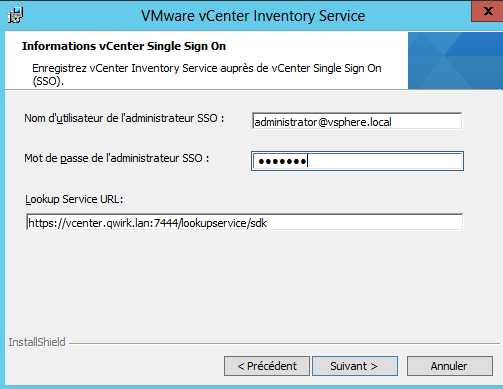 VMware vCenter Inventory Service
X
Informations vCenter Single Sign On
Enregistrez vCenter Inventory Service auprès de vCenter Single Sign On
(SSO).
Nom d'utilisateur de l'administrateur SSO : administrator@vsphere.local
Mot de passe de l'administrateur SSO : •••••••
Lookup Service URL:
https://vcenter.qwirk.lan:7444/lookupservice/sdk
InstallShield
< Précédent Suivant > Annuler